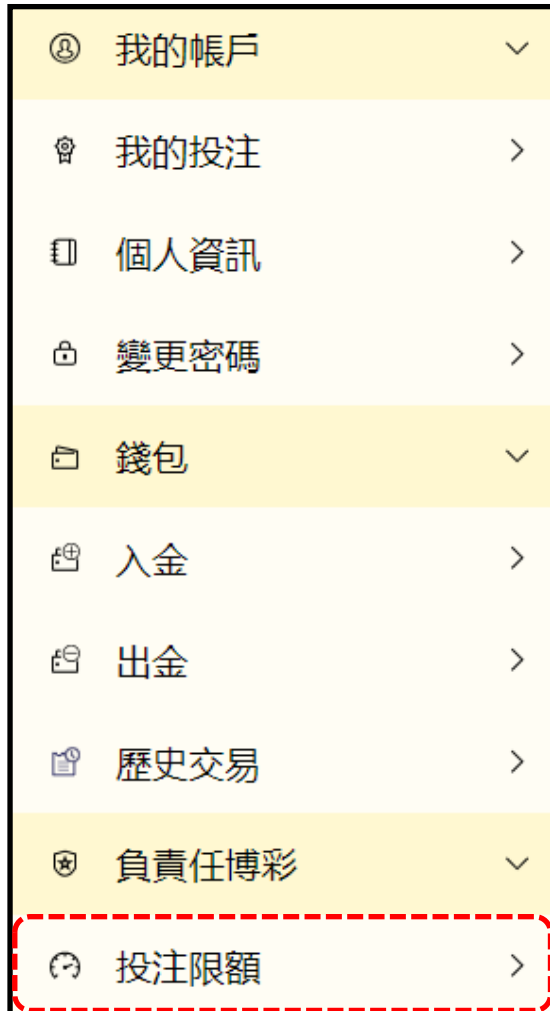 我的帳戶
我的投注
個人資訊
變更密碼
錢包
入金
出金
歷史交易
負責任博彩
投注限額